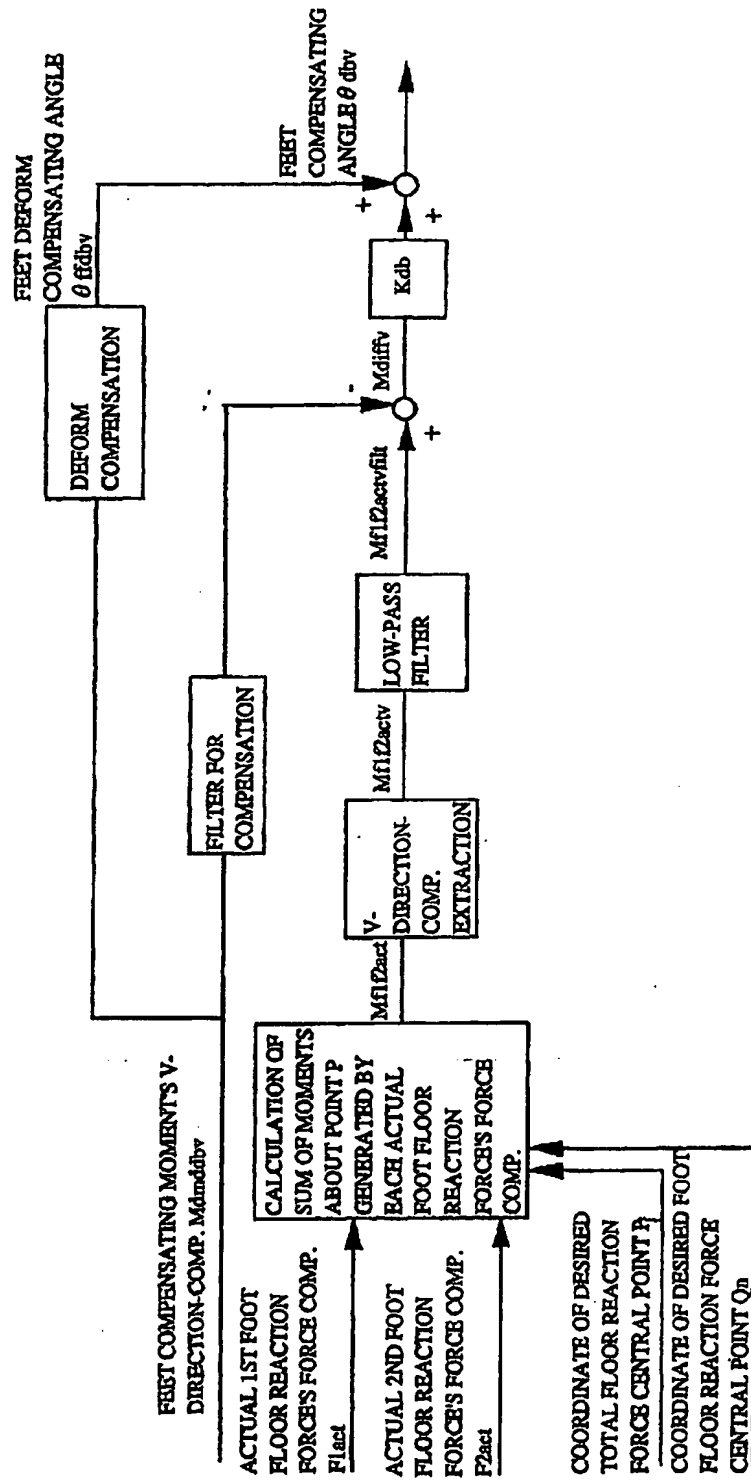 FEET COMPENSATING MOMENT'S V-
DIRECTION-COMP. Mdmddbv
ACTUAL 1ST FOOT
FLOOR REACTION
FORCE'S FORCE COMP.
F1act
ACTUAL 2ND FOOT
FLOOR REACTION
FORCE'S FORCE COMP.
F2act
COORDINATE OF DESIRED
TOTAL FLOOR REACTION
FORCE CENTRAL POINT P
COORDINATE OF DESIRED FOOT
FLOOR REACTION FORCE
CENTRAL POINT Qn
CALCULATION OF
SUM OF MOMENTS
ABOUT POINT P
GENERATED BY
EACH ACTUAL
FOOT FLOOR
REACTION
FORCE'S FORCE
COMP.
Mf1f2act
V-
DIRECTION-
COMP.
EXTRACTION
Mf1f2actv
LOW-PASS
FILTER
Mf1f2actvfilt
+
-
FILTER FOR
COMPENSATION
Mdiffv
Kdb
+
+
DEFORM
COMPENSATION
FEET DEFORM
COMPENSATING ANGLE
θ ffdbv
FEET
COMPENSATING
ANGLE θ dbv